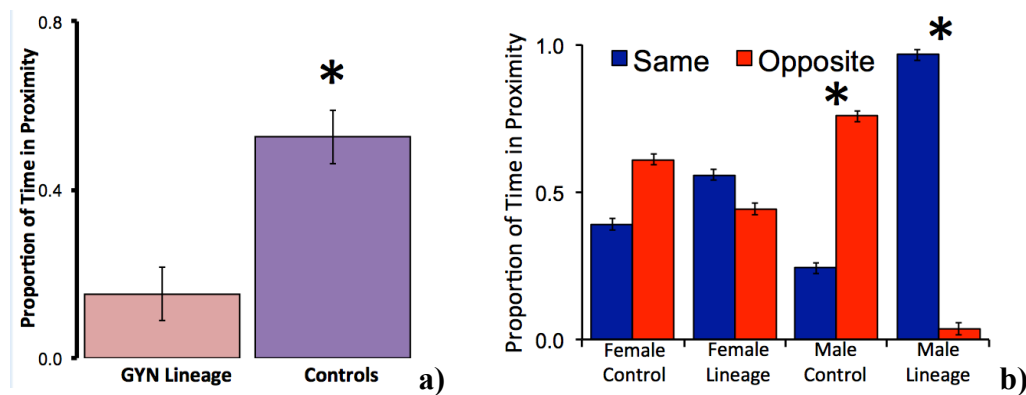 Proportion of Time in Proximity
0.8
0.4
0.0
*
GYN Lineage
Controls
a)
Proportion of Time in Proximity
1.0
0.5
0.0
Same
Opposite
*
*
Female
Control
Female
Lineage
Male
Control
Male
Lineage
b)